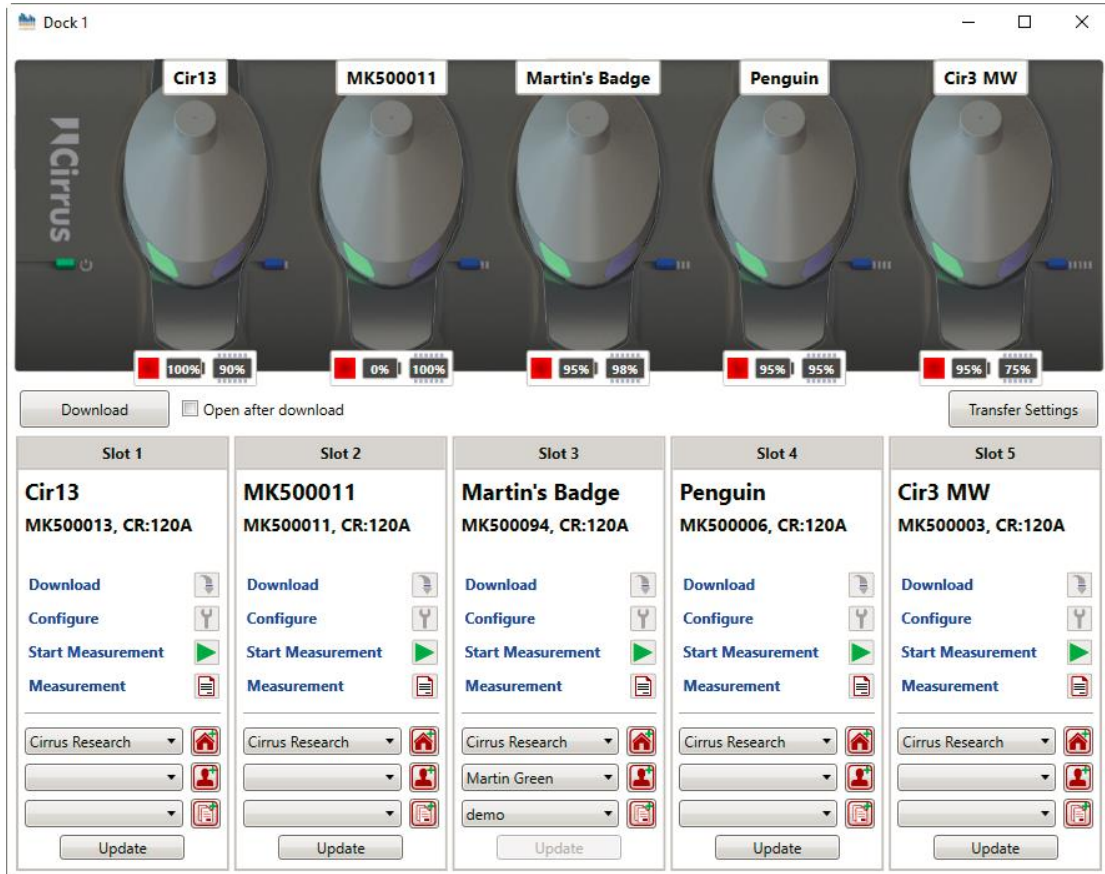 Dock 1
Cir13 MK500011 Martin's Badge Penguin Cir3 MW
Cirrus
100% 90% 0% 100% 95% 98% 95% 95% 95% 75%
Download Open after download Transfer Settings
Slot 1
Cir13
MK500013, CR:120A
Download
Configure
Start Measurement
Measurement
Cirrus Research
Update
Slot 2
MK500011
MK500011, CR:120A
Download
Configure
Start Measurement
Measurement
Cirrus Research
Update
Slot 3
Martin's Badge
MK500094, CR:120A
Download
Configure
Start Measurement
Measurement
Cirrus Research
Martin Green
demo
Update
Slot 4
Penguin
MK500006, CR:120A
Download
Configure
Start Measurement
Measurement
Cirrus Research
Update
Slot 5
Cir3 MW
MK500003, CR:120A
Download
Configure
Start Measurement
Measurement
Cirrus Research
Update